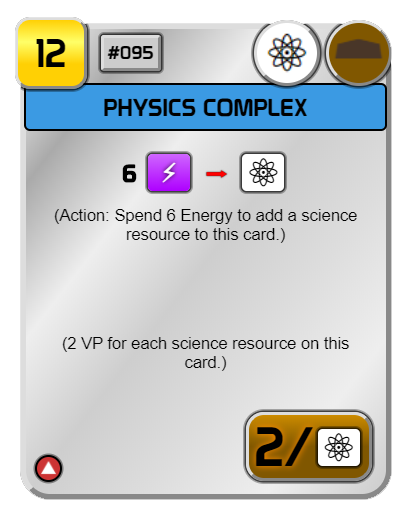 12
#095
PHYSICS COMPLEX
6
(Action: Spend 6 Energy to add a science
resource to this card.)
(2 VP for each science resource on this
card.)
2/